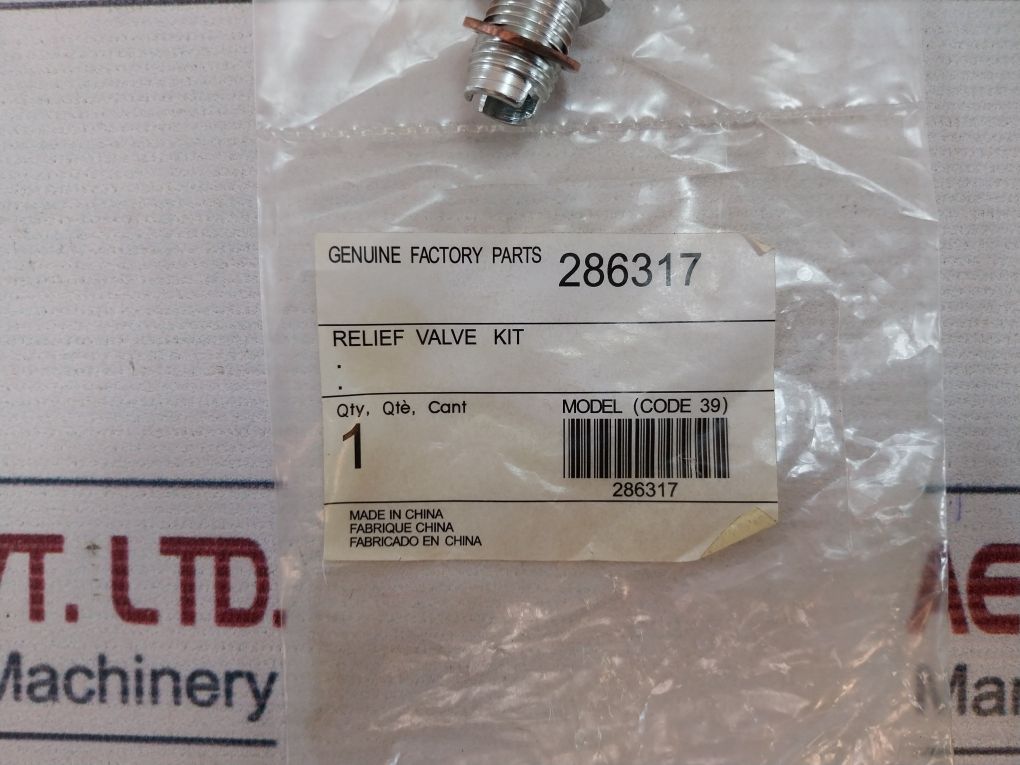 GENUINE FACTORY PARTS 286317
RELIEF VALVE KIT
.
.
Qty, Qtè, Cant
1
MODEL (CODE 39)
286317
MADE IN CHINA
FABRIQUE CHINA
FABRICADO EN CHINA
VT. LTD.
Machinery
AE
Mar